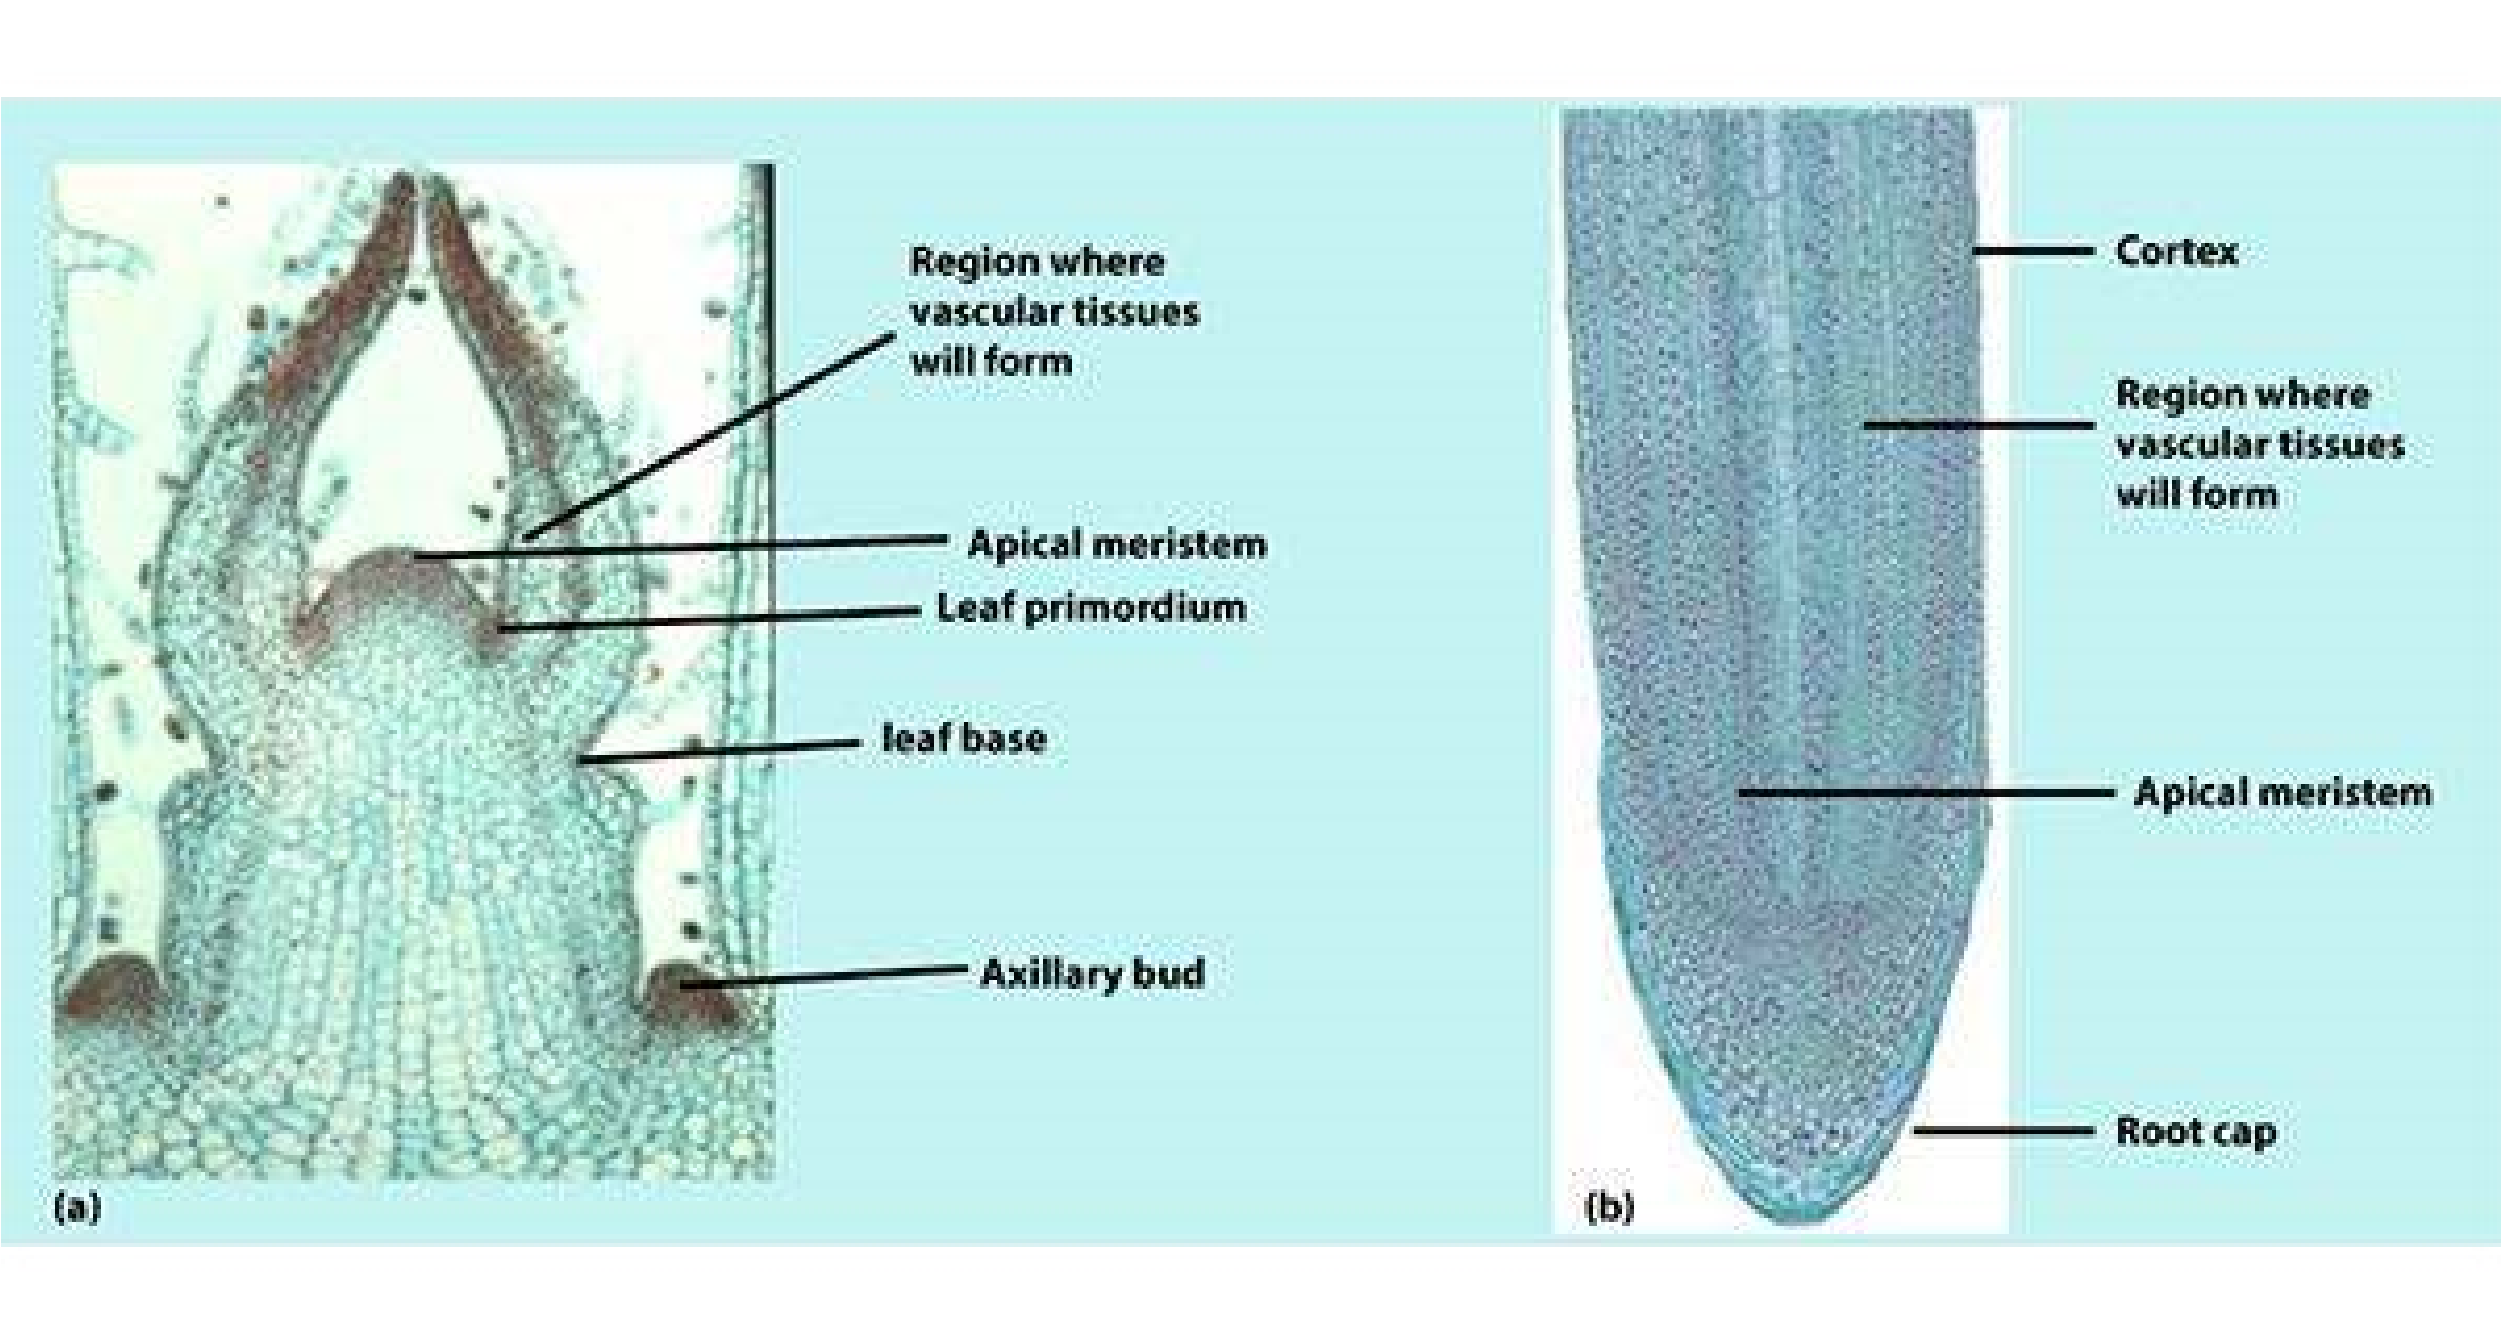 Region where
vascular tissues
will form
Apical meristem
Leaf primordium
leaf base
Axillary bud
(a)
Cortex
Region where
vascular tissues
will form
Apical meristem
Root cap
(b)